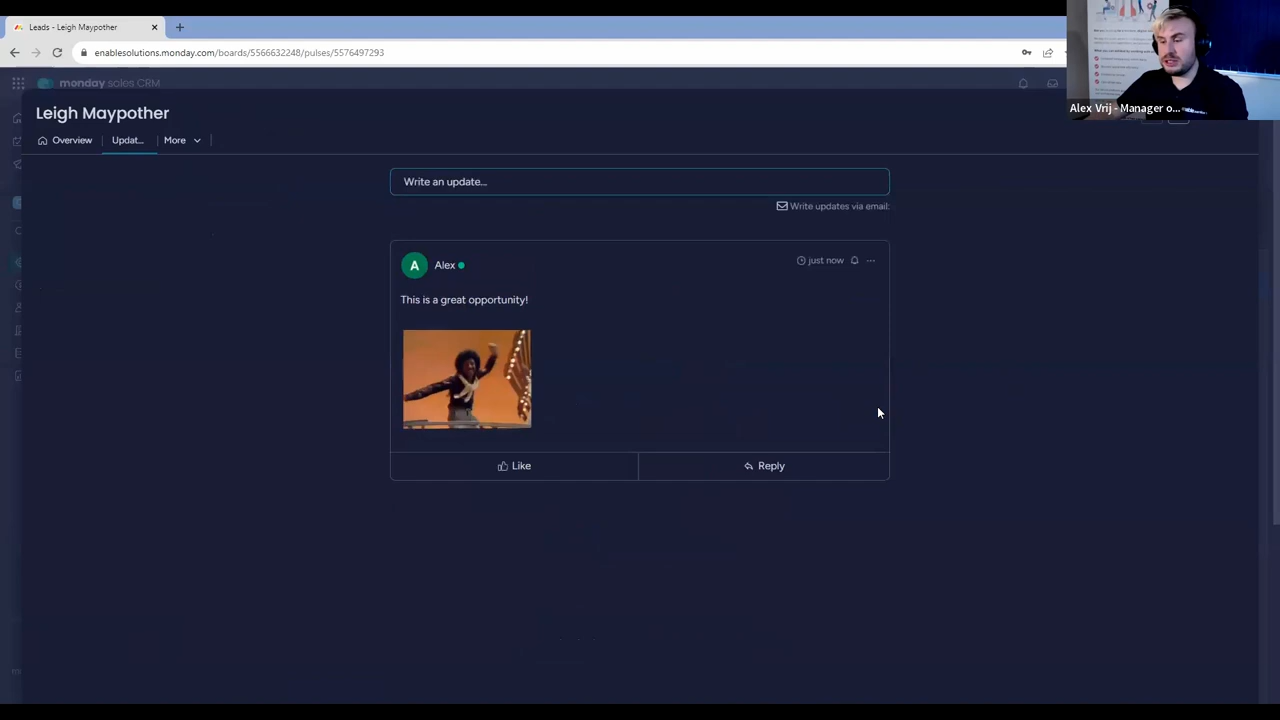 Leads - Leigh Maypother
enablesolutions.monday.com/boards/5566632248/pulses/5576497293
monday sales CRM
Leigh Maypother
Overview
Updat...
More
Write an update...
Write updates via email:
A
Alex
just now
This is a great opportunity!
Like
Reply
Alex Vrij - Manager o...